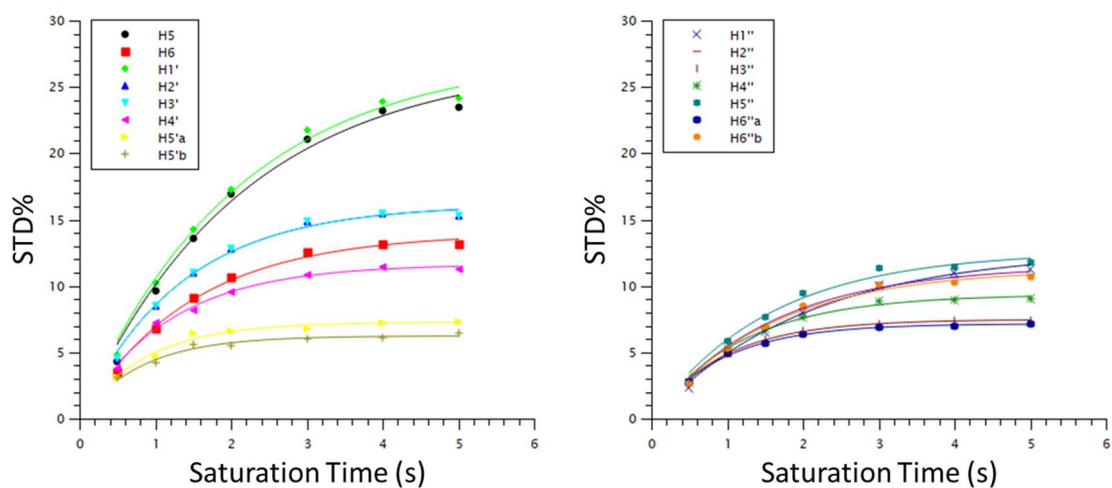 30
25
20
15
10
5
0
STD%
H5
H6
H1'
H2'
H3'
H4'
H5'a
H5'b
0 1 2 3 4 5 6
Saturation Time (s)
30
25
20
15
10
5
0
STD%
H1''
H2''
H3''
H4''
H5''
H6''a
H6''b
0 1 2 3 4 5 6
Saturation Time (s)